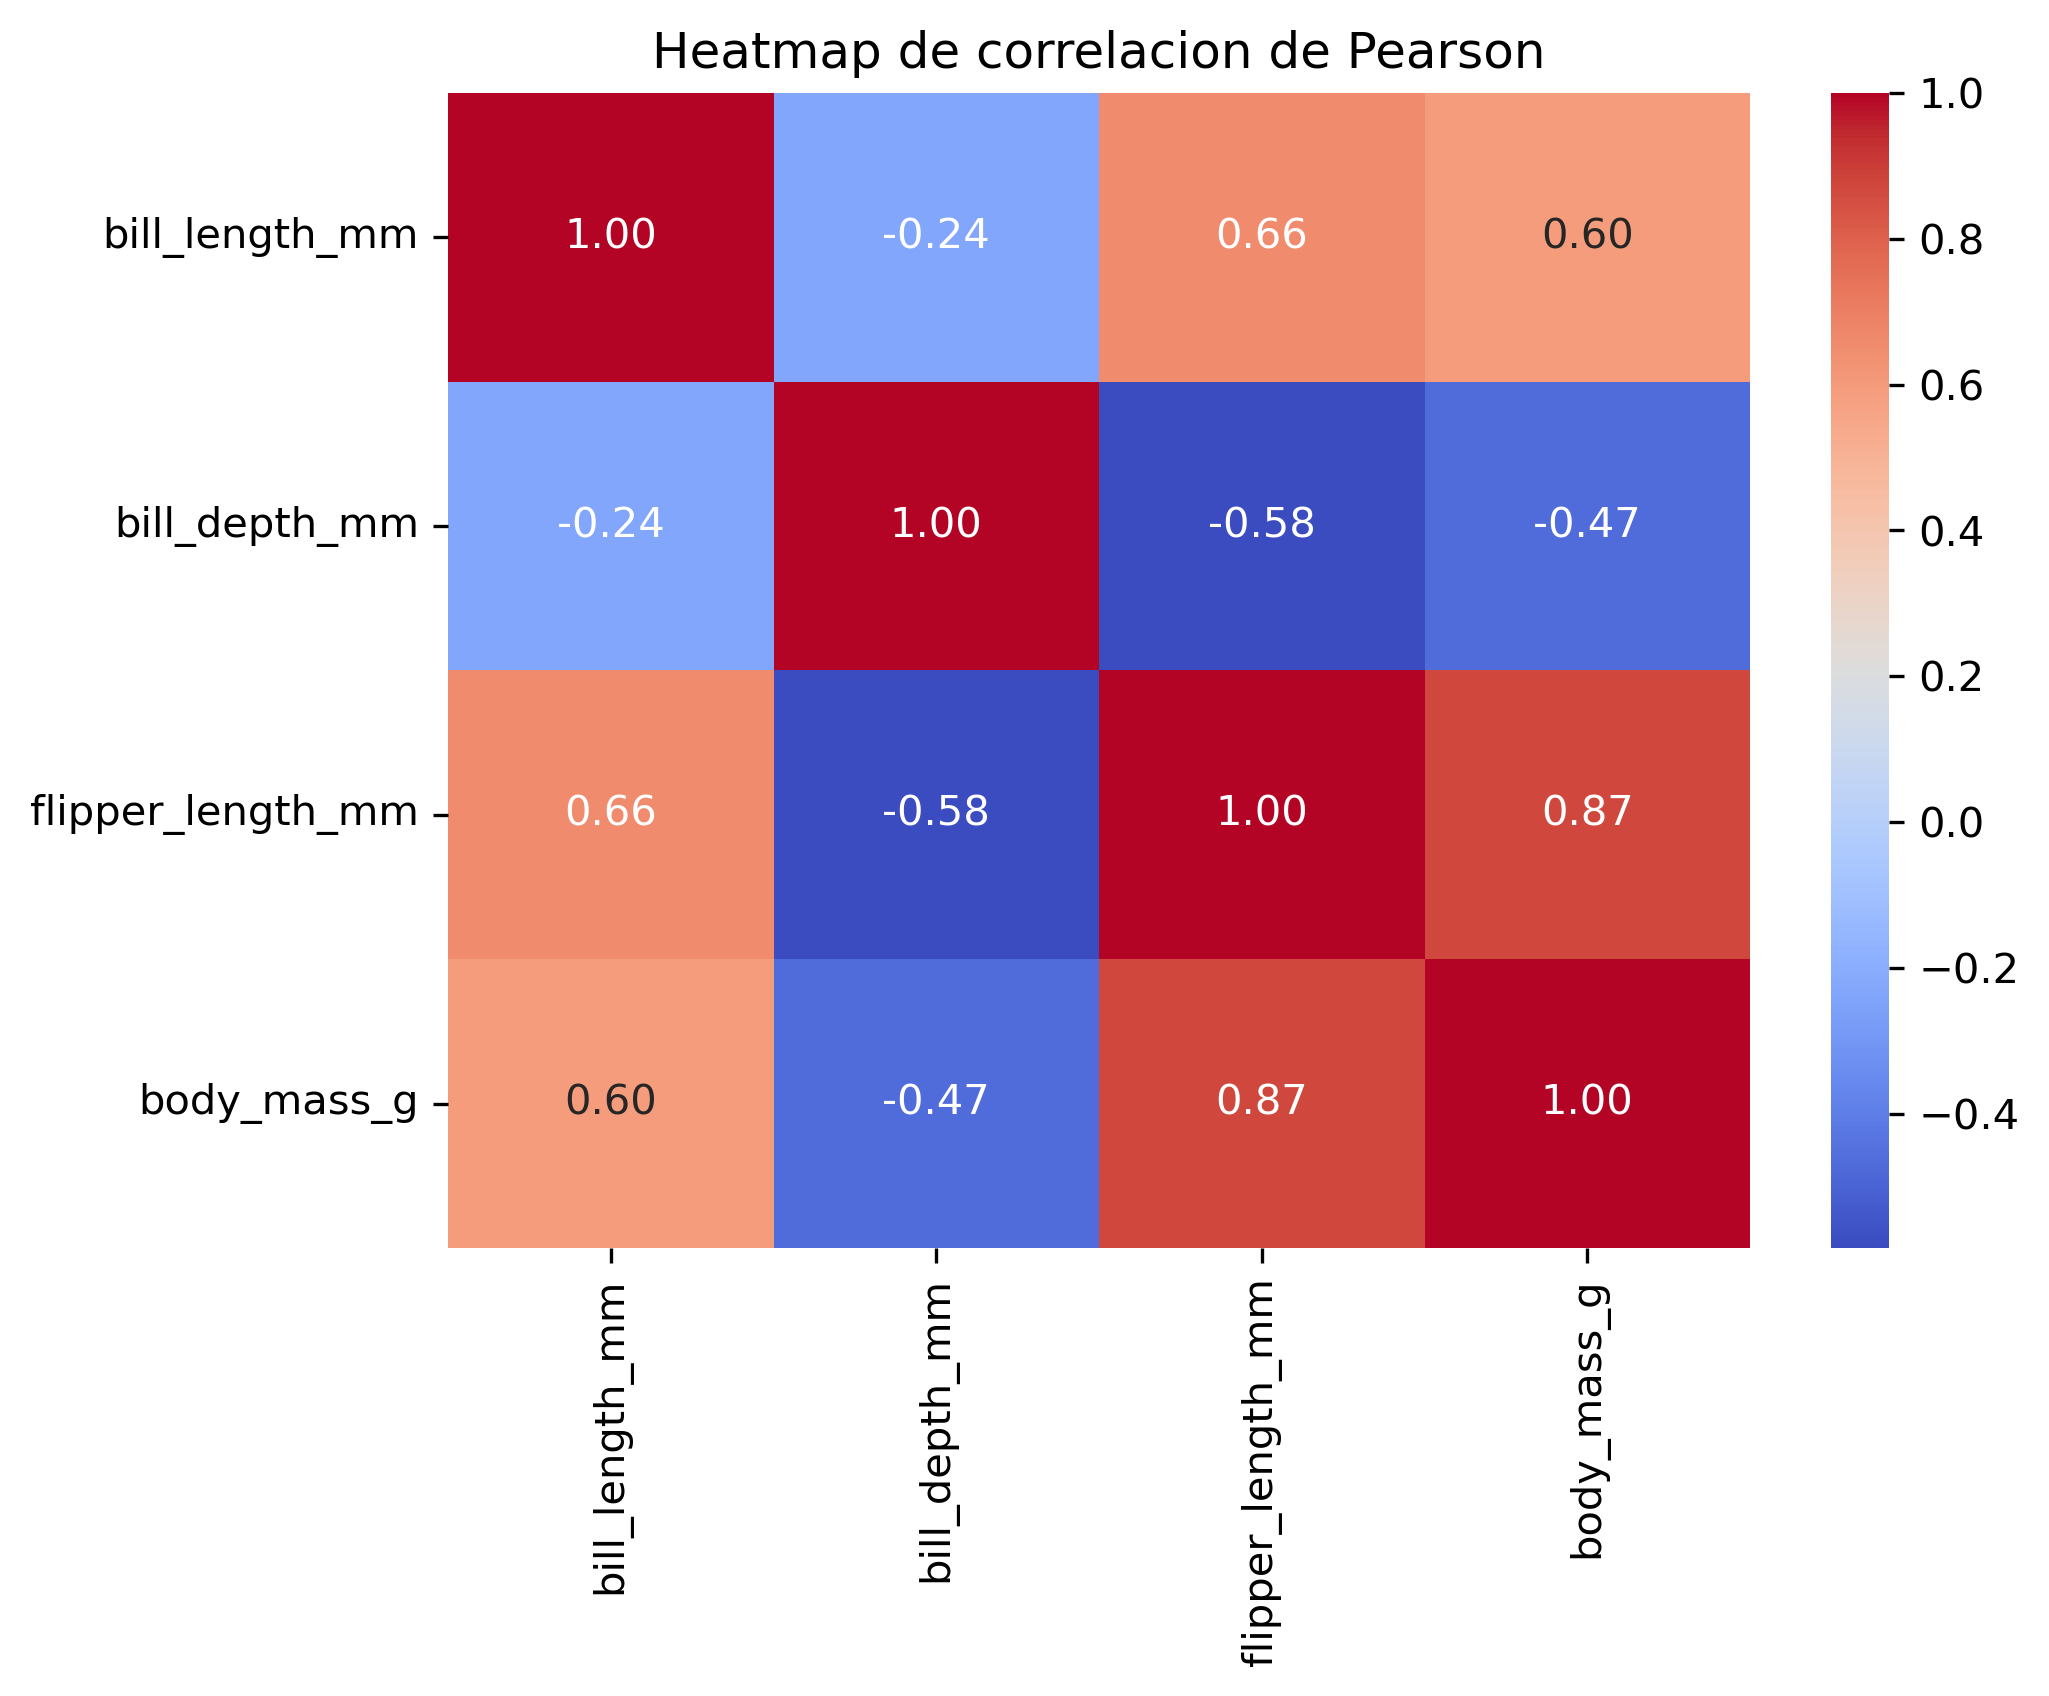 Heatmap de correlacion de Pearson
bill_length_mm 1.00 -0.24 0.66 0.60
bill_depth_mm -0.24 1.00 -0.58 -0.47
flipper_length_mm 0.66 -0.58 1.00 0.87
body_mass_g 0.60 -0.47 0.87 1.00
bill_length_mm
bill_depth_mm
flipper_length_mm
body_mass_g
1.0
0.8
0.6
0.4
0.2
0.0
−0.2
−0.4